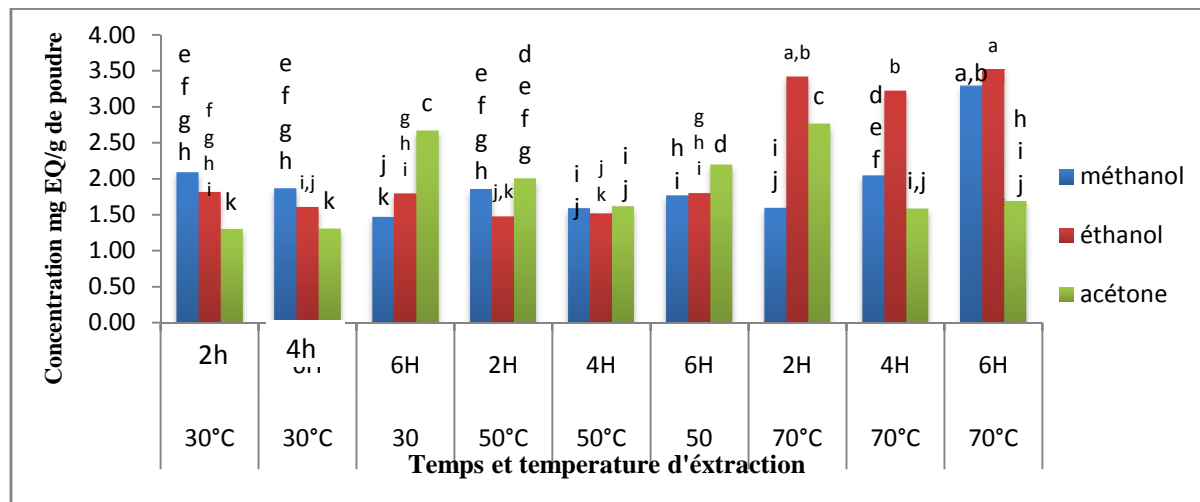 Concentration mg EQ/g de poudre
4.00
3.50
3.00
2.50
2.00
1.50
1.00
0.50
0.00
e
f
g
h
f
g
h
i
k
e
f
g
h
i,j
k
j
k
g
h
i
c
e
f
g
h
j,k
d
e
f
g
i
j
j
k
i
j
h
i
g
h
i
d
i
j
a,b
c
d
e
f
b
i,j
a,b
a
h
i
j
méthanol
éthanol
acétone
2h 4h 6H 2H 4H 6H 2H 4H 6H
30°C 30°C 30 50°C 50°C 50 70°C 70°C 70°C
Temps et temperature d'éxtraction